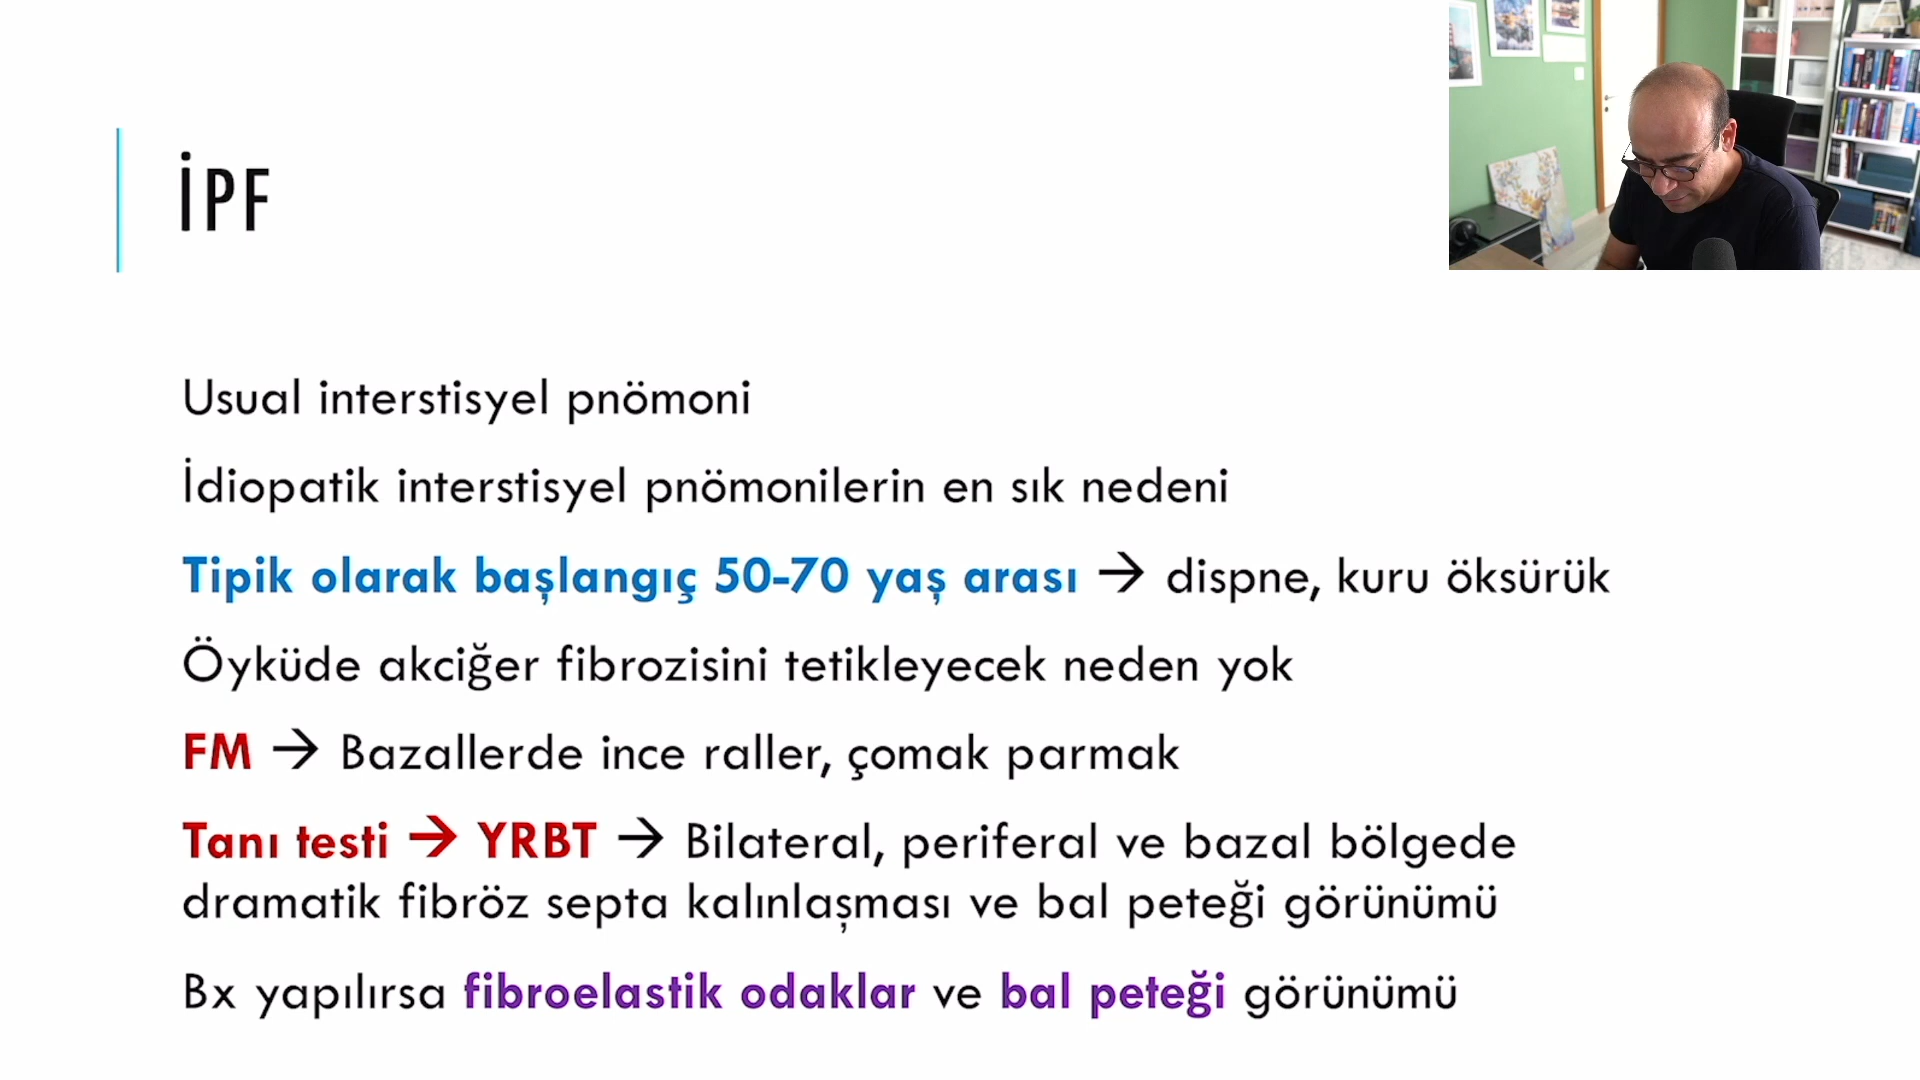 İPF
Usual interstisyel pnömoni
İdiopatik interstisyel pnömonilerin en sık nedeni
Tipik olarak başlangıç 50-70 yaş arası → dispne, kuru öksürük
Öyküde akciğer fibrozisini tetikleyecek neden yok
FM → Bazallerde ince raller, çomak parmak
Tanı testi → YRBT → Bilateral, periferal ve bazal bölgede
dramatik fibröz septa kalınlaşması ve bal peteği görünümü
Bx yapılırsa fibroelastik odaklar ve bal peteği görünümü